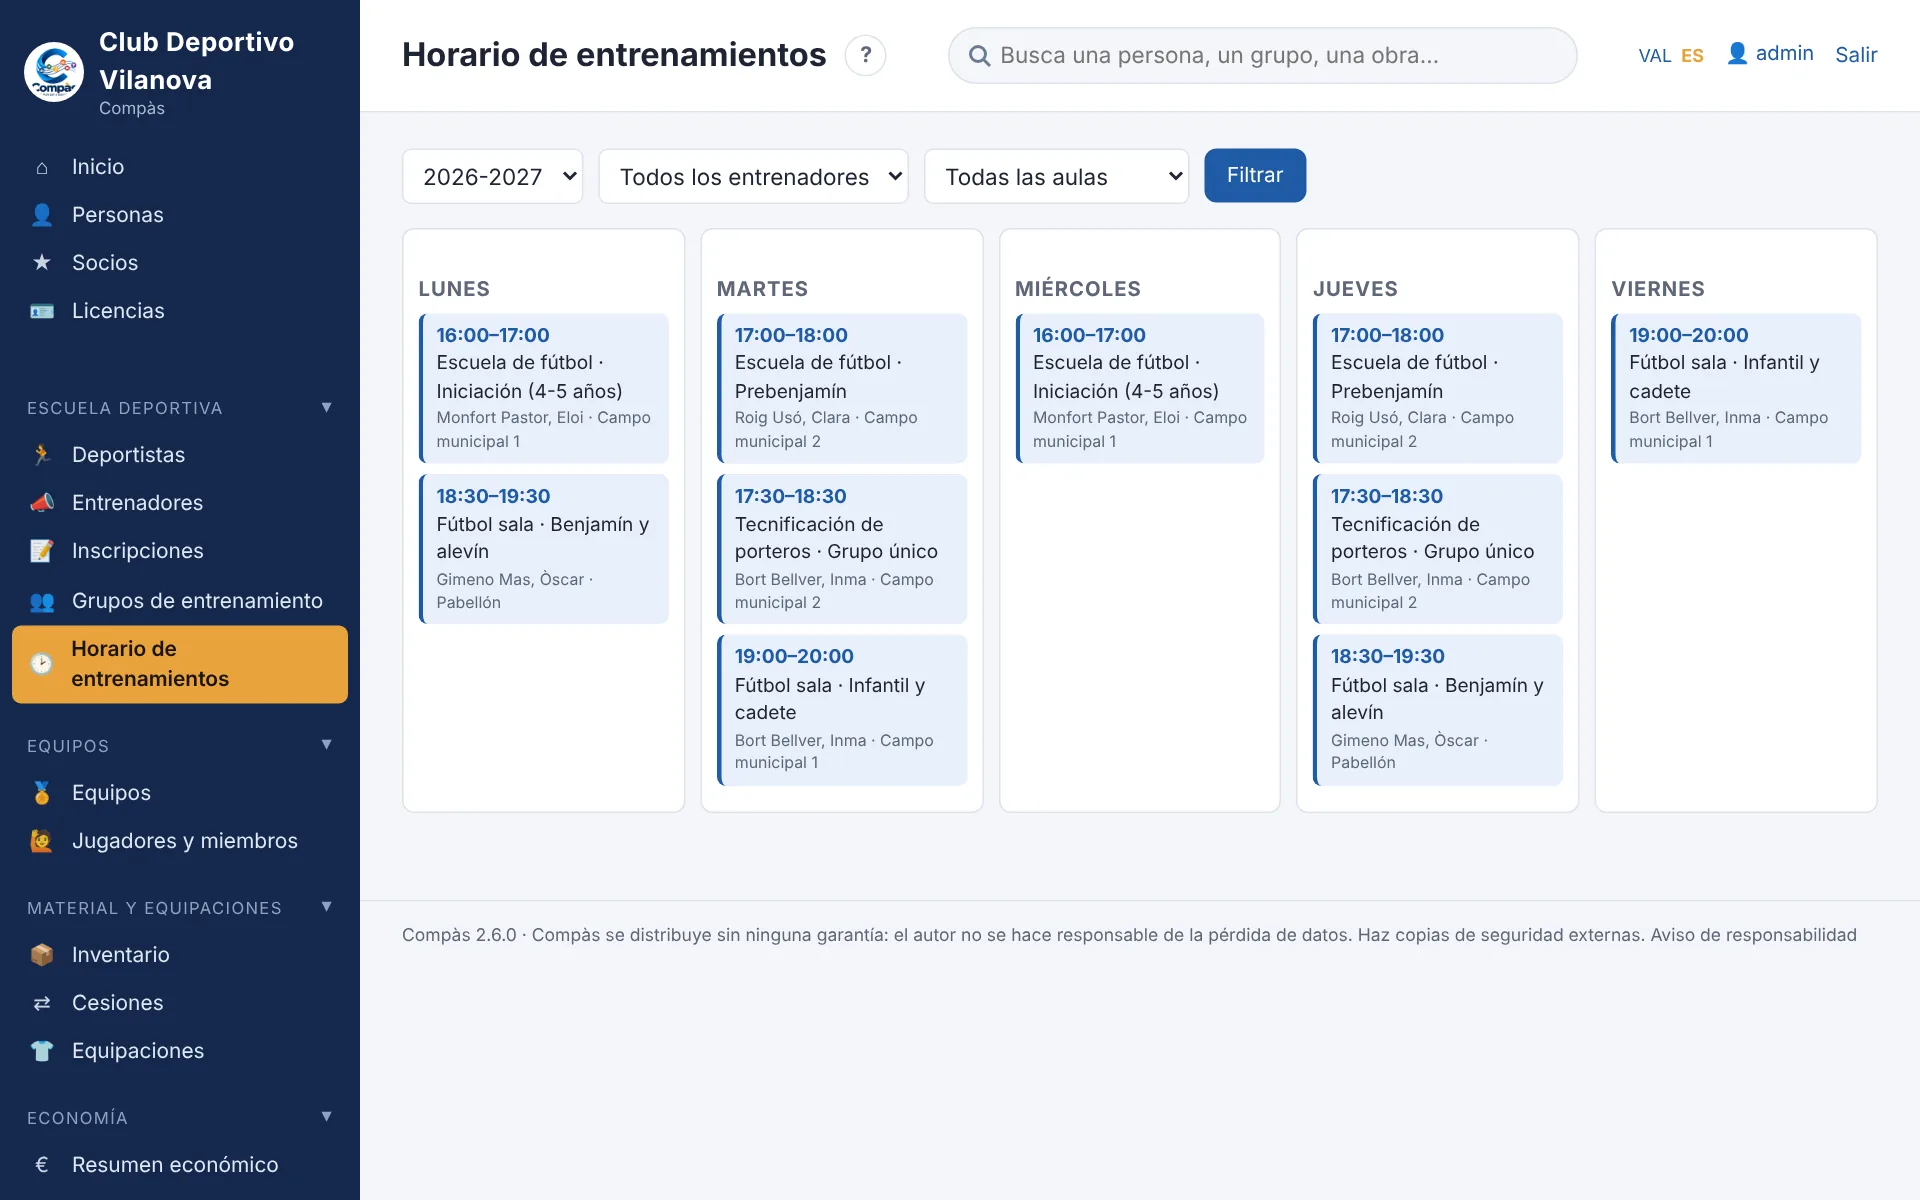 Club Deportivo
Vilanova
Compàs
Compàs
Inicio
Personas
Socios
Licencias
ESCUELA DEPORTIVA
Deportistas
Entrenadores
Inscripciones
Grupos de entrenamiento
Horario de
entrenamientos
EQUIPOS
Equipos
Jugadores y miembros
MATERIAL Y EQUIPACIONES
Inventario
Cesiones
Equipaciones
ECONOMÍA
€ Resumen económico
Horario de entrenamientos ?
Busca una persona, un grupo, una obra...
VAL ES admin Salir
2026-2027 Todos los entrenadores Todas las aulas Filtrar
LUNES
16:00–17:00
Escuela de fútbol ·
Iniciación (4-5 años)
Monfort Pastor, Eloi · Campo
municipal 1
18:30–19:30
Fútbol sala · Benjamín y
alevín
Gimeno Mas, Òscar ·
Pabellón
MARTES
17:00–18:00
Escuela de fútbol ·
Prebenjamín
Roig Usó, Clara · Campo
municipal 2
17:30–18:30
Tecnificación de
porteros · Grupo único
Bort Bellver, Inma · Campo
municipal 2
19:00–20:00
Fútbol sala · Infantil y
cadete
Bort Bellver, Inma · Campo
municipal 1
MIÉRCOLES
16:00–17:00
Escuela de fútbol ·
Iniciación (4-5 años)
Monfort Pastor, Eloi · Campo
municipal 1
JUEVES
17:00–18:00
Escuela de fútbol ·
Prebenjamín
Roig Usó, Clara · Campo
municipal 2
17:30–18:30
Tecnificación de
porteros · Grupo único
Bort Bellver, Inma · Campo
municipal 2
18:30–19:30
Fútbol sala · Benjamín y
alevín
Gimeno Mas, Òscar ·
Pabellón
VIERNES
19:00–20:00
Fútbol sala · Infantil y
cadete
Bort Bellver, Inma · Campo
municipal 1
Compàs 2.6.0 · Compàs se distribuye sin ninguna garantía: el autor no se hace responsable de la pérdida de datos. Haz copias de seguridad externas. Aviso de responsabilidad